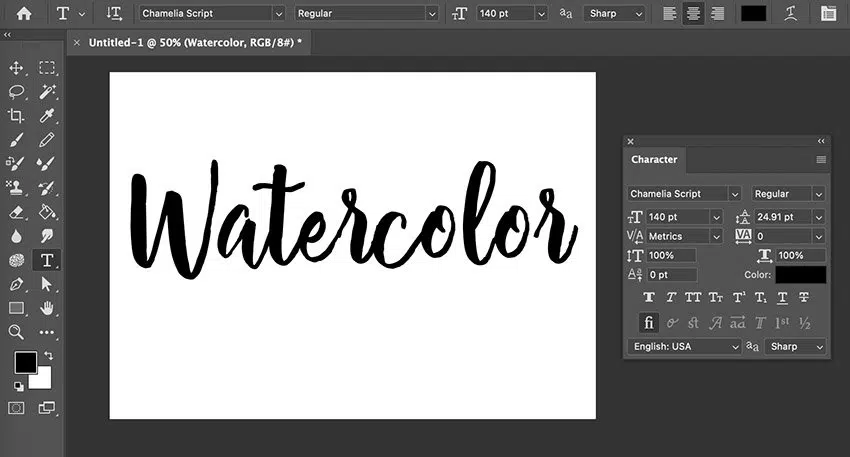 Chamelia Script Regular 140 pt Sharp
Untitled-1 @ 50% (Watercolor, RGB/8#) *
Watercolor
Character
Chamelia Script Regular
140 pt 24.91 pt
Metrics 0
100% 100%
0 pt Color:
T T TT Tт T¹ T₁ T T
fi σ st A aa T 1st ½
English: USA aa Sharp